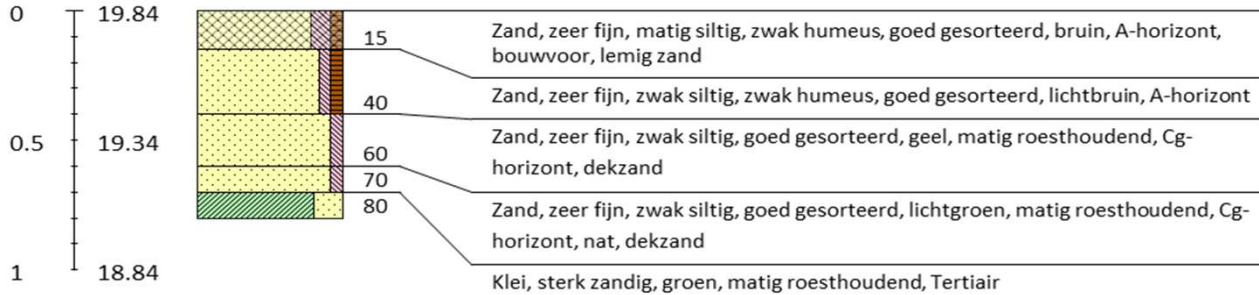 0 19.84
15
Zand, zeer fijn, matig siltig, zwak humeus, goed gesorteerd, bruin, A-horizont,
bouwvoor, lemig zand
40
Zand, zeer fijn, zwak siltig, zwak humeus, goed gesorteerd, lichtbruin, A-horizont
0.5 19.34
60
Zand, zeer fijn, zwak siltig, goed gesorteerd, geel, matig roesthoudend, Cg-
horizont, dekzand
70
80
Zand, zeer fijn, zwak siltig, goed gesorteerd, lichtgroen, matig roesthoudend, Cg-
horizont, nat, dekzand
1 18.84
Klei, sterk zandig, groen, matig roesthoudend, Tertiair